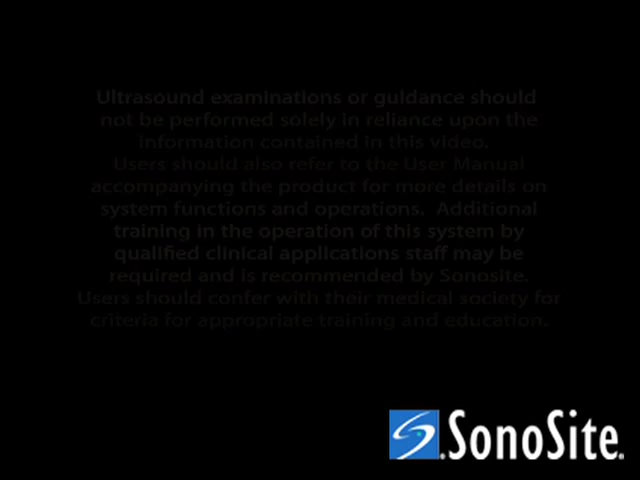 Ultrasound examinations or guidance should
not be performed solely in reliance upon the
information contained in this video.
Users should also refer to the User Manual
accompanying the product for more details on
system functions and operations. Additional
training in the operation of this system by
qualified clinical applications staff may be
required and is recommended by Sonosite.
Users should confer with their medical society for
criteria for appropriate training and education.
SonoSite.